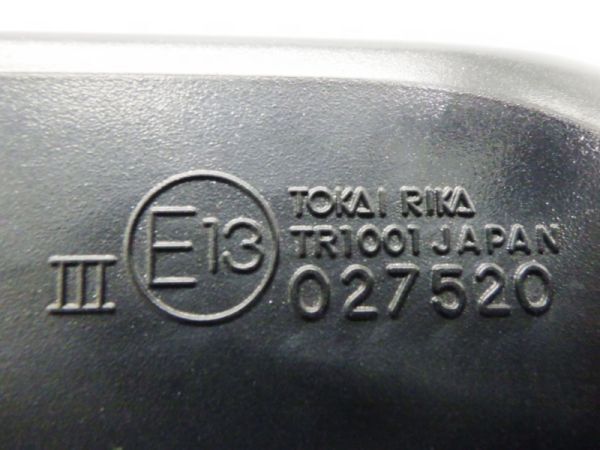 TOKAI RIKA
TR1001 JAPAN
III E13 027520